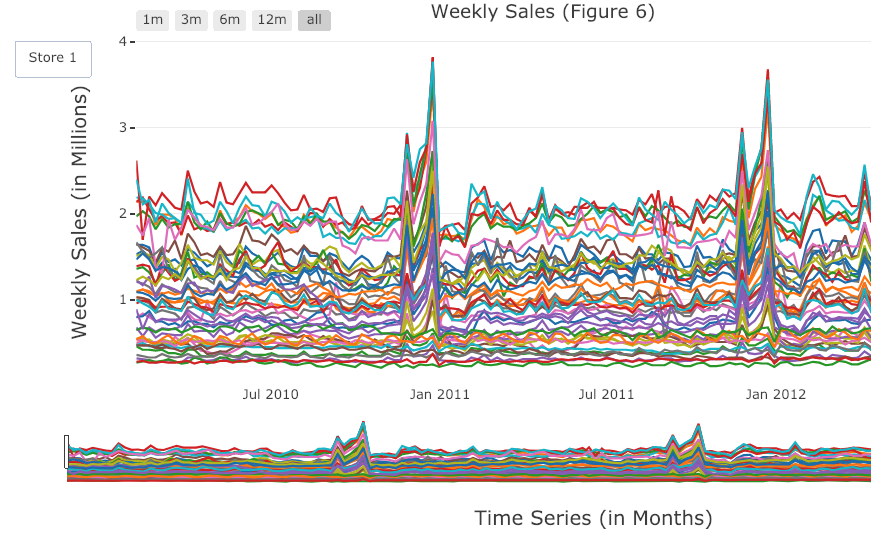 Weekly Sales (Figure 6)
1m 3m 6m 12m all
Store 1
Weekly Sales (in Millions)
4
3
2
1
Jul 2010 Jan 2011 Jul 2011 Jan 2012
Time Series (in Months)